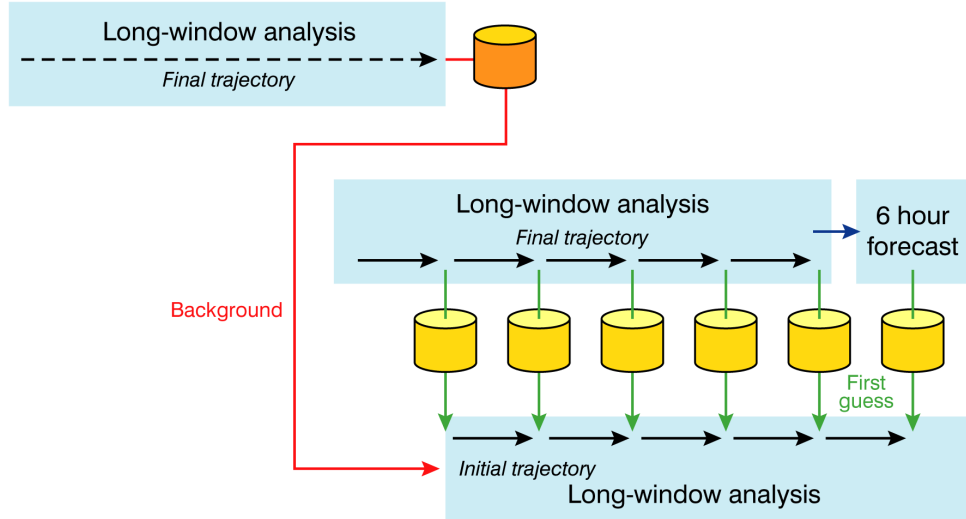 Long-window analysis
Final trajectory
Long-window analysis
Final trajectory
6 hour
forecast
Background
First
guess
Initial trajectory
Long-window analysis